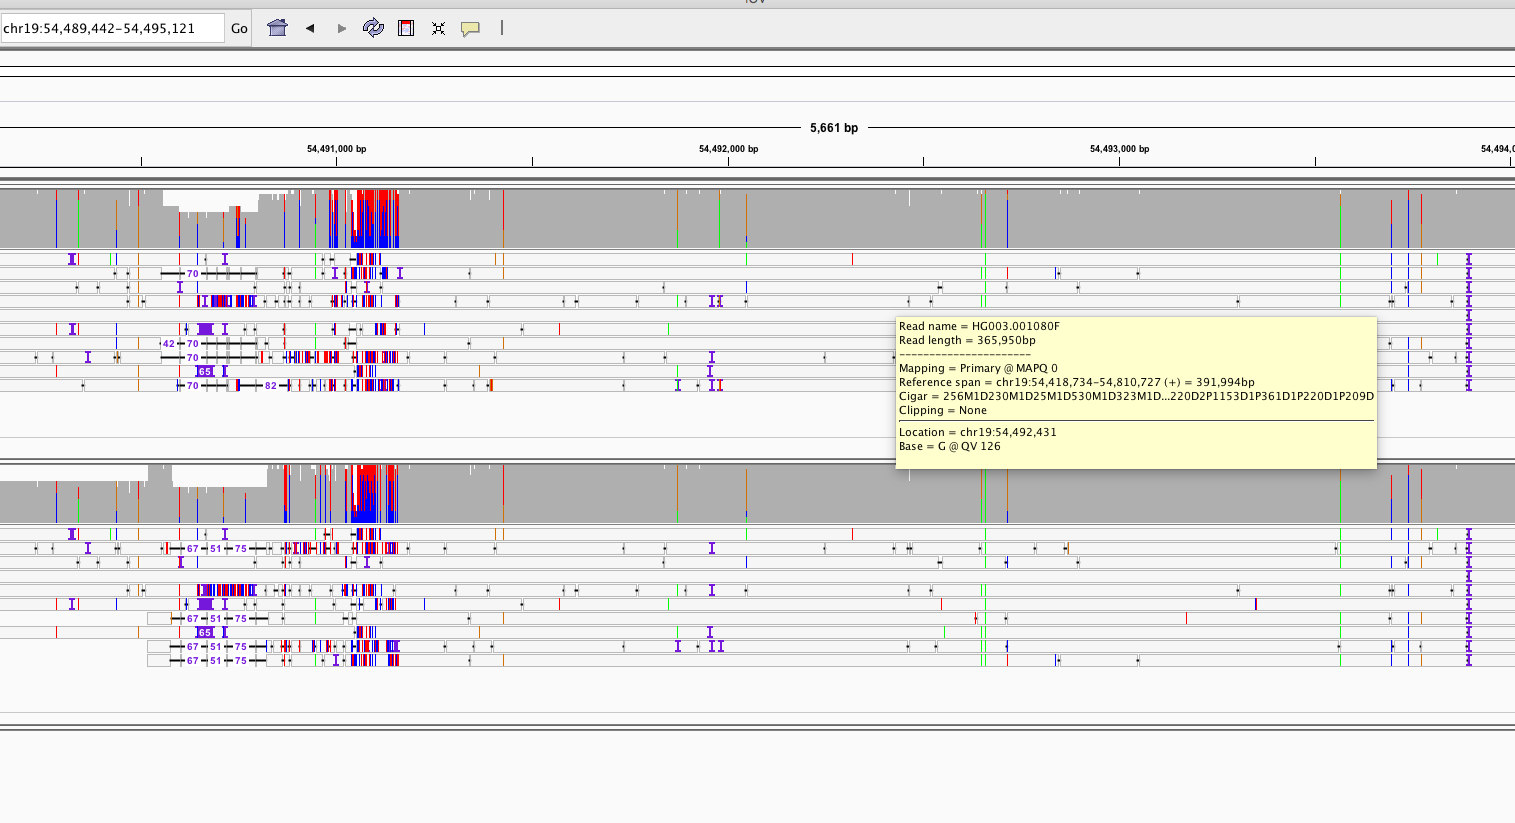 chr19:54,489,442-54,495,121 Go
5,661 bp
54,491,000 bp 54,492,000 bp 54,493,000 bp 54,494,0
70
42 70
70
65
70 82
Read name = HG003.001080F
Read length = 365,950bp
----------------------
Mapping = Primary @ MAPQ 0
Reference span = chr19:54,418,734-54,810,727 (+) = 391,994bp
Cigar = 256M1D230M1D25M1D530M1D323M1D...220D2P1153D1P361D1P220D1P209D
Clipping = None
Location = chr19:54,492,431
Base = G @ QV 126
67 51 75
67 51 75
65
67 51 75
67 51 75